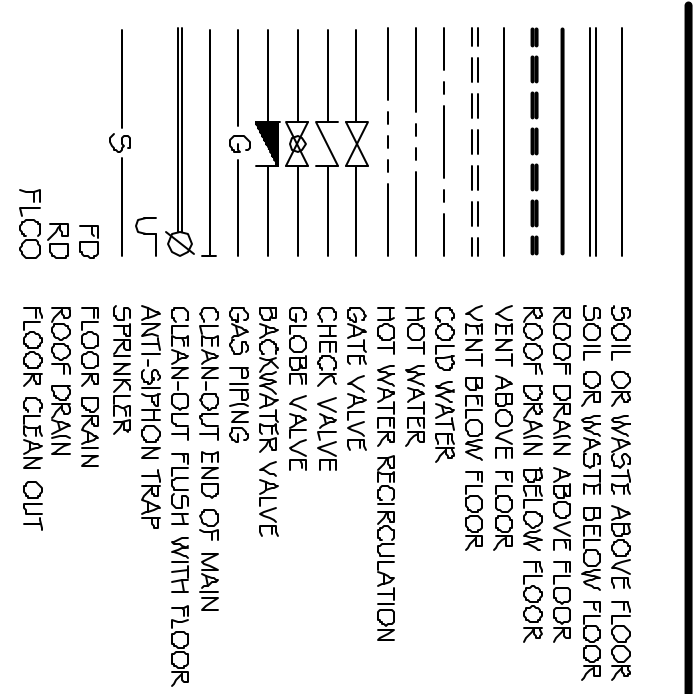 SOIL OR WASTE ABOVE FLOOR
SOIL OR WASTE BELOW FLOOR
ROOF DRAIN ABOVE FLOOR
ROOF DRAIN BELOW FLOOR
VENT ABOVE FLOOR
VENT BELOW FLOOR
COLD WATER
HOT WATER
HOT WATER RECIRCULATION
GATE VALVE
CHECK VALVE
GLOBE VALVE
BACKWATER VALVE
G GAS PIPING
CLEAN-OUT END OF MAIN
CLEAN-OUT FLUSH WITH FLOOR
ANTI-SIPHON TRAP
S SPRINKLER
FD FLOOR DRAIN
RD ROOF DRAIN
FLCO FLOOR CLEAN OUT